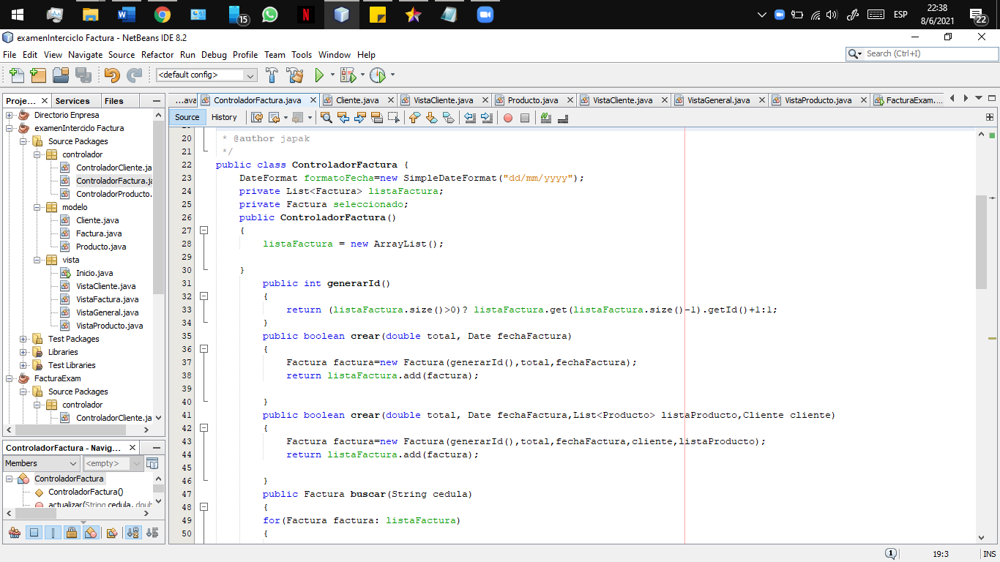 15
ESP
22:38
8/6/2021
22
examenInterciclo Factura - NetBeans IDE 8.2
File Edit View Navigate Source Refactor Run Debug Profile Team Tools Window Help
Search (Ctrl+I)
<default config>
Proje... Services Files
...ava ControladorFactura.java Cliente.java VistaCliente.java Producto.java VistaCliente.java VistaGeneral.java VistaProducto.java FacturaExam....
Source History
Directorio Enpresa
examenInterciclo Factura
Source Packages
controlador
ControladorCliente.ja
ControladorFactura.ja
ControladorProducto.
modelo
Cliente.java
Factura.java
Producto.java
vista
Inicio.java
VistaCliente.java
VistaFactura.java
VistaGeneral.java
VistaProducto.java
Test Packages
Libraries
Test Libraries
FacturaExam
Source Packages
controlador
ControladorCliente.ja
ControladorFactura - Navig...
Members <empty>
ControladorFactura
ControladorFactura()
actualizar(String cedula, doub
20 * @author japak
21 */
22 public class ControladorFactura {
23 DateFormat formatoFecha=new SimpleDateFormat("dd/mm/yyyy");
24 private List<Factura> listaFactura;
25 private Factura seleccionado;
26 public ControladorFactura()
27 {
28 listaFactura = new ArrayList();
29
30 }
31 public int generarId()
32 {
33 return (listaFactura.size()>0)? listaFactura.get(listaFactura.size()-1).getId()+1:1;
34 }
35 public boolean crear(double total, Date fechaFactura)
36 {
37 Factura factura=new Factura(generarId(),total,fechaFactura);
38 return listaFactura.add(factura);
39
40 }
41 public boolean crear(double total, Date fechaFactura,List<Producto> listaProducto,Cliente cliente)
42 {
43 Factura factura=new Factura(generarId(),total,fechaFactura,cliente,listaProducto);
44 return listaFactura.add(factura);
45
46 }
47 public Factura buscar(String cedula)
48 {
49 for(Factura factura: listaFactura)
50 {
1
19:3
INS